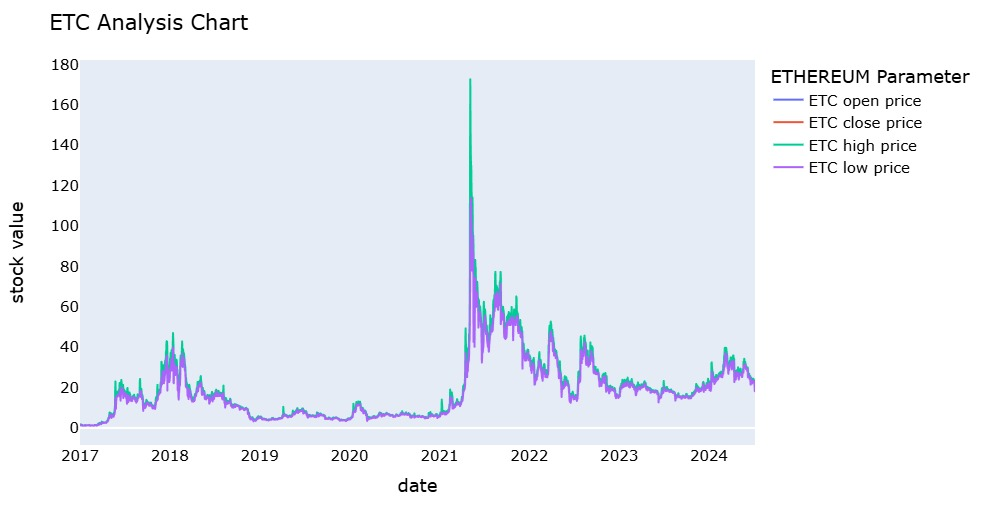 ETC Analysis Chart
180
160
140
120
100
80
60
40
20
0
stock value
2017 2018 2019 2020 2021 2022 2023 2024
date
ETHEREUM Parameter
ETC open price
ETC close price
ETC high price
ETC low price